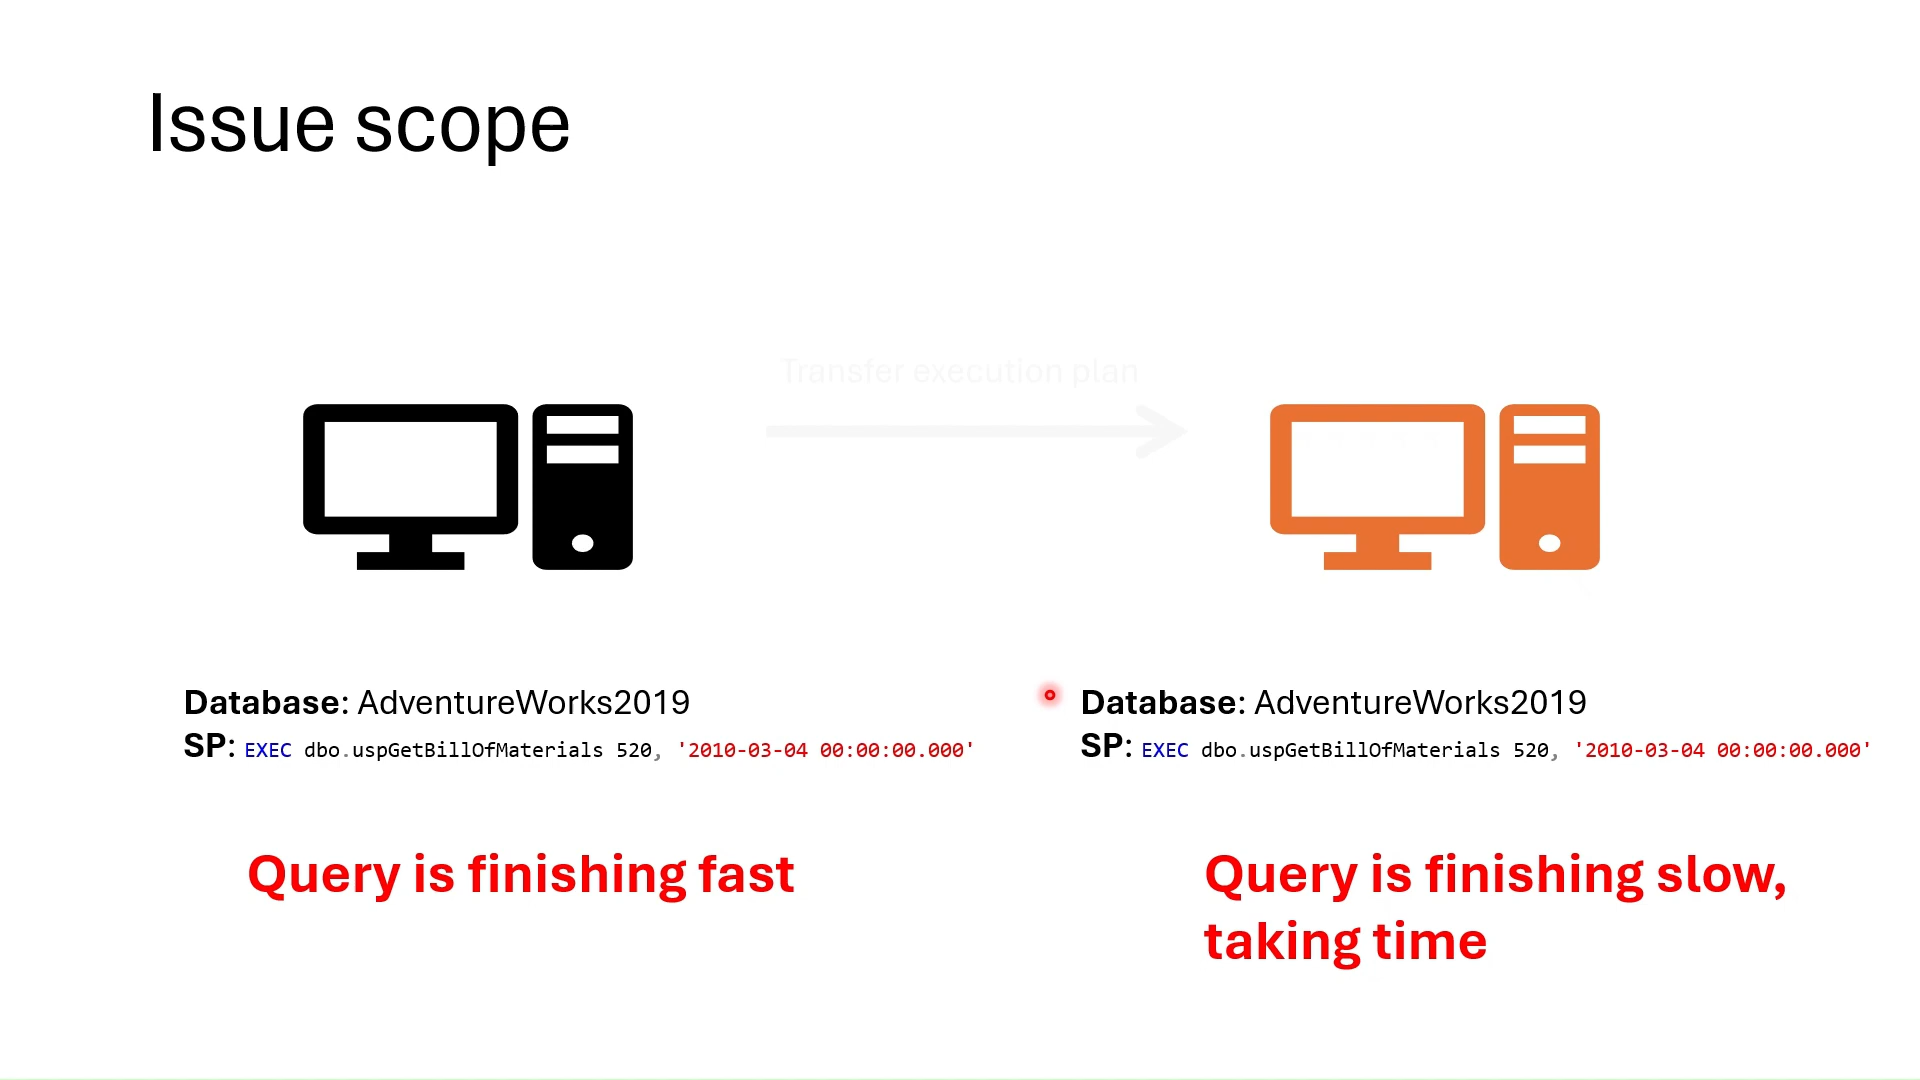 Issue scope
Transfer execution plan
Database: AdventureWorks2019
SP: EXEC dbo.uspGetBillOfMaterials 520, '2010-03-04 00:00:00.000'
Query is finishing fast
Database: AdventureWorks2019
SP: EXEC dbo.uspGetBillOfMaterials 520, '2010-03-04 00:00:00.000'
Query is finishing slow,
taking time